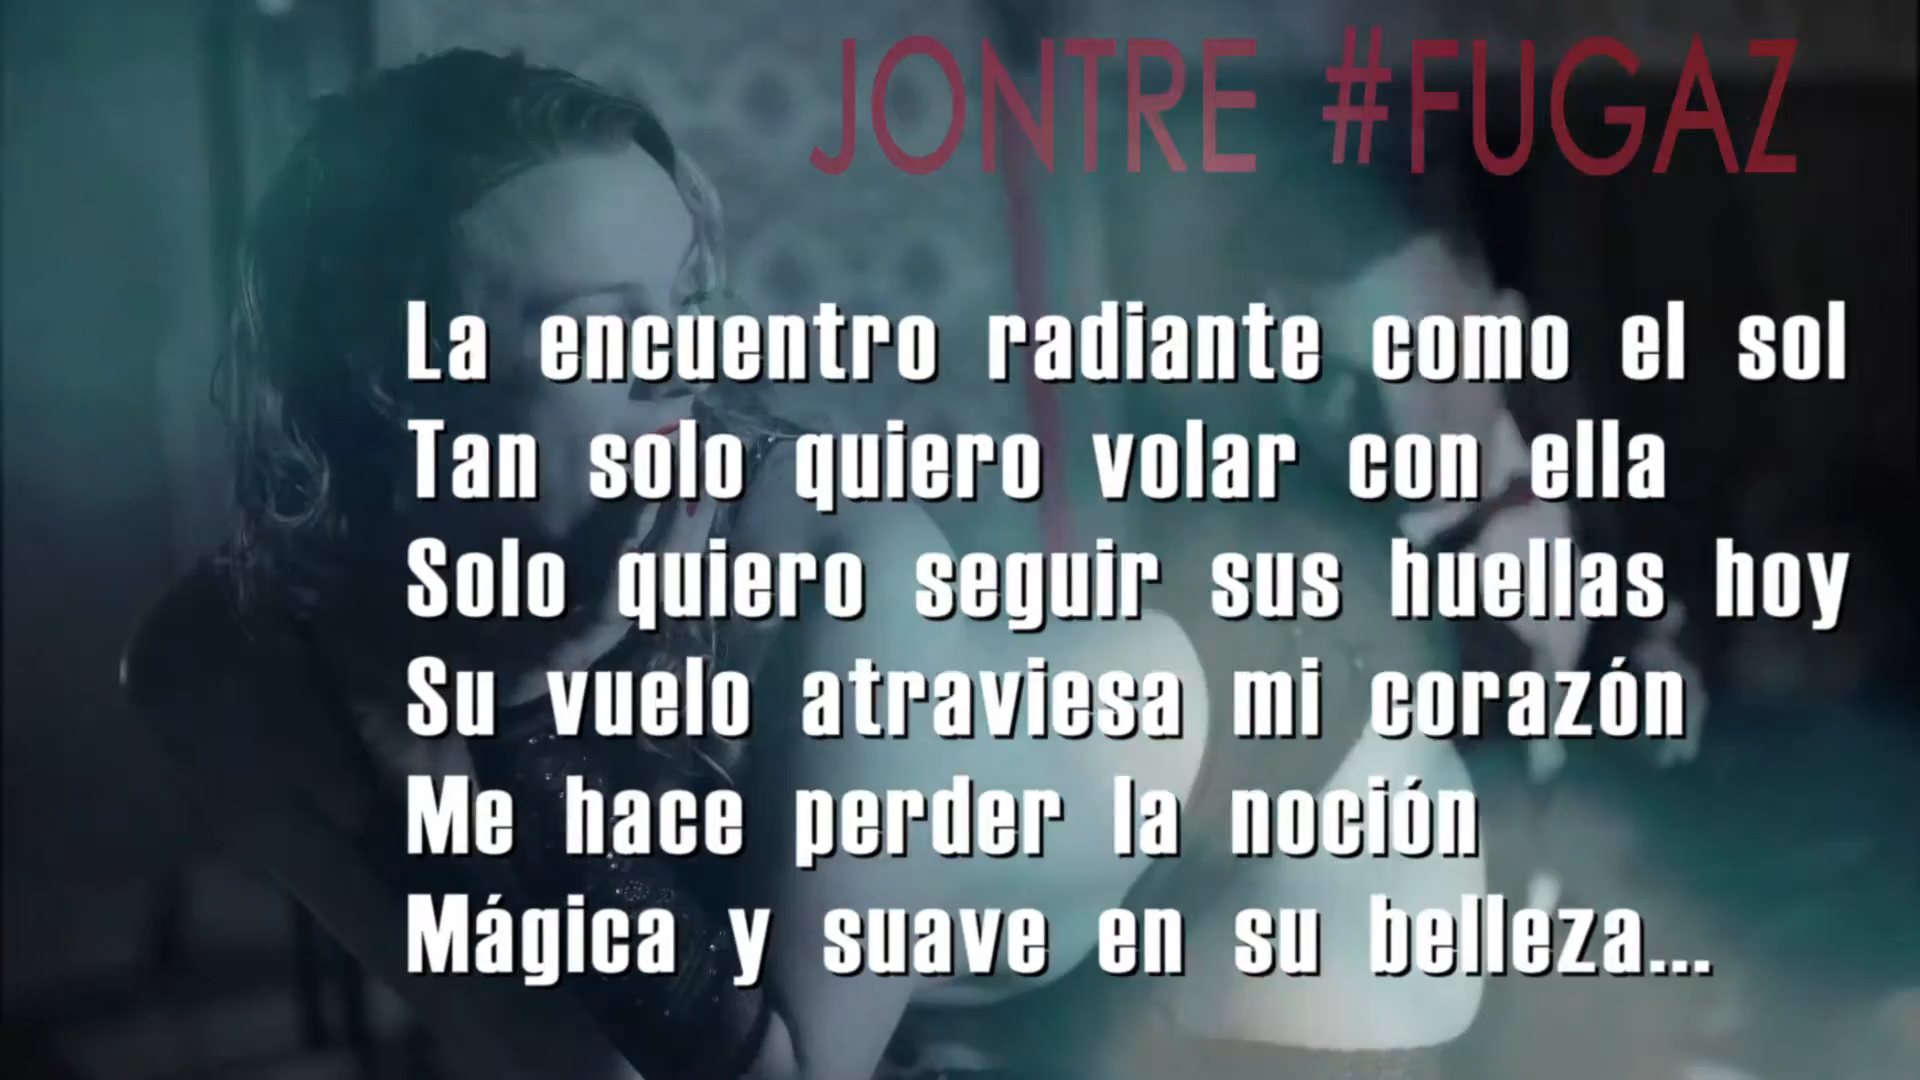 JONTRE #FUGAZ
La encuentro radiante como el sol
Tan solo quiero volar con ella
Solo quiero seguir sus huellas hoy
Su vuelo atraviesa mi corazón
Me hace perder la noción
Mágica y suave en su belleza...